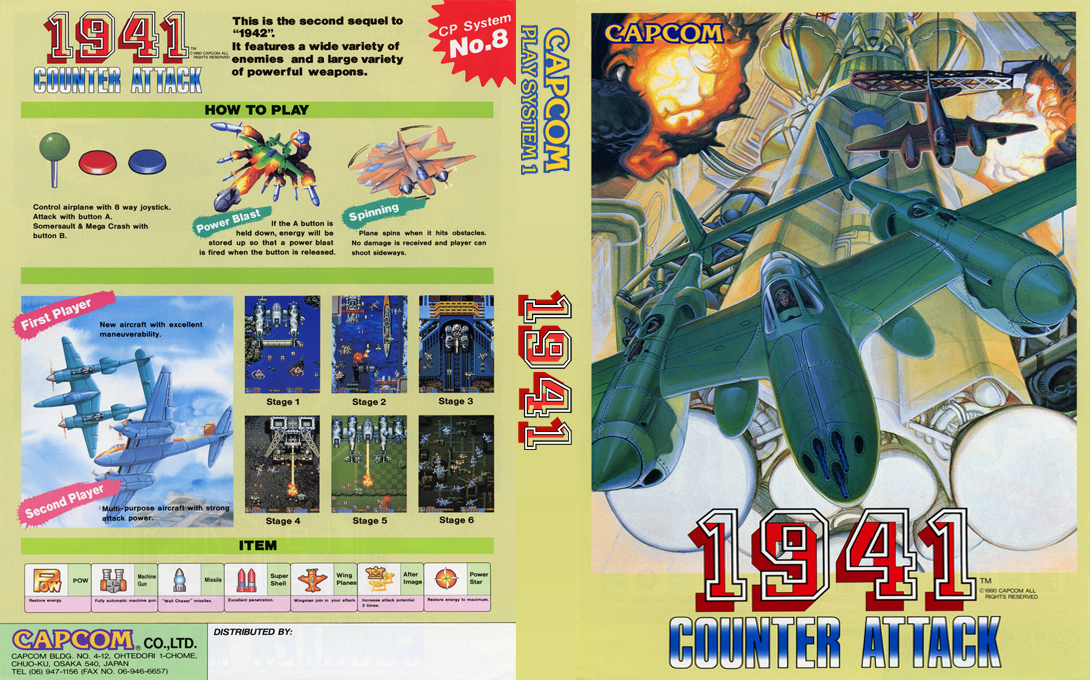 1941
TM
©1990 CAPCOM ALL
RIGHTS RESERVED
COUNTER ATTACK
This is the second sequel to
“1942”.
It features a wide variety of
enemies and a large variety
of powerful weapons.
CP System
No.8
HOW TO PLAY
Control airplane with 8 way joystick.
Attack with button A.
Somersault & Mega Crash with
button B.
Power Blast
If the A button is
held down, energy will be
stored up so that a power blast
is fired when the button is released.
Spinning
Plane spins when it hits obstacles.
No damage is received and player can
shoot sideways.
First Player
New aircraft with excellent
maneuverability.
Second Player
Multi-purpose aircraft with strong
attack power.
Stage 1
Stage 2
Stage 3
Stage 4
Stage 5
Stage 6
ITEM
POW
POW
Restore energy.
Machine
Gun
Fully automatic machine gun.
Missile
"Wall Chaser" missiles.
Super
Shell
Excellent penetration.
Wing
Planes
Wingmen join in your attack.
After
Image
Increase attack potential
3 times.
Power
Star
Restore energy to maximum.
CAPCOM® CO.,LTD.
CAPCOM BLDG. NO. 4-12, OHTEDORI 1-CHOME,
CHUO-KU, OSAKA 540, JAPAN
TEL (06) 947-1156 (FAX NO. 06-946-6657)
DISTRIBUTED BY:
CAPCOM
PLAY SYSTEM 1
1941
CAPCOM
1941
TM
©1990 CAPCOM ALL
RIGHTS RESERVED
COUNTER ATTACK